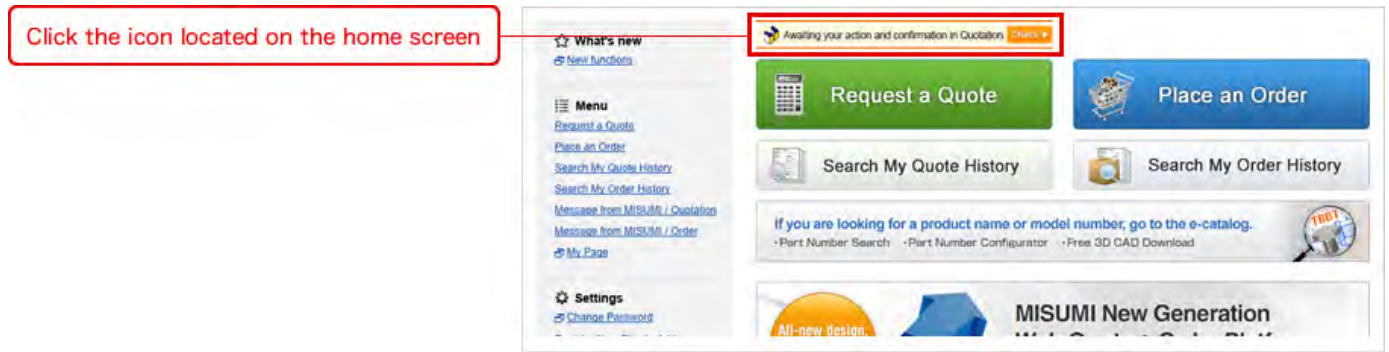 Click the icon located on the home screen
Awaiting your action and confirmation in Quotation. Check ▶
☆ What's new
New functions
Menu
Request a Quote
Place an Order
Search My Quote History
Search My Order History
Message from MISUMI / Quotation
Message from MISUMI / Order
My Page
Settings
Change Password
Request a Quote
Place an Order
Search My Quote History
Search My Order History
If you are looking for a product name or model number, go to the e-catalog.
・Part Number Search ・Part Number Configurator ・Free 3D CAD Download
All-new design,
MISUMI New Generation